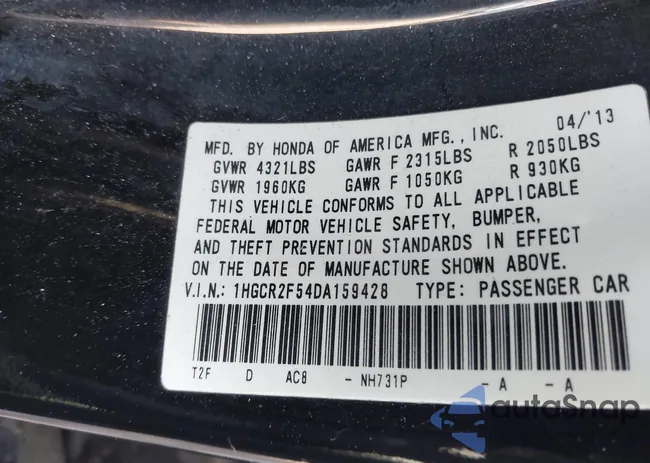 MFD. BY HONDA OF AMERICA MFG., INC. 04/'13
GVWR 4321LBS GAWR F 2315LBS R 2050LBS
GVWR 1960KG GAWR F 1050KG R 930KG
THIS VEHICLE CONFORMS TO ALL APPLICABLE
FEDERAL MOTOR VEHICLE SAFETY, BUMPER,
AND THEFT PREVENTION STANDARDS IN EFFECT
ON THE DATE OF MANUFACTURE SHOWN ABOVE.
V.I.N.: 1HGCR2F54DA159428 TYPE: PASSENGER CAR
T2F D AC8 - NH731P - A - A
autoSnap